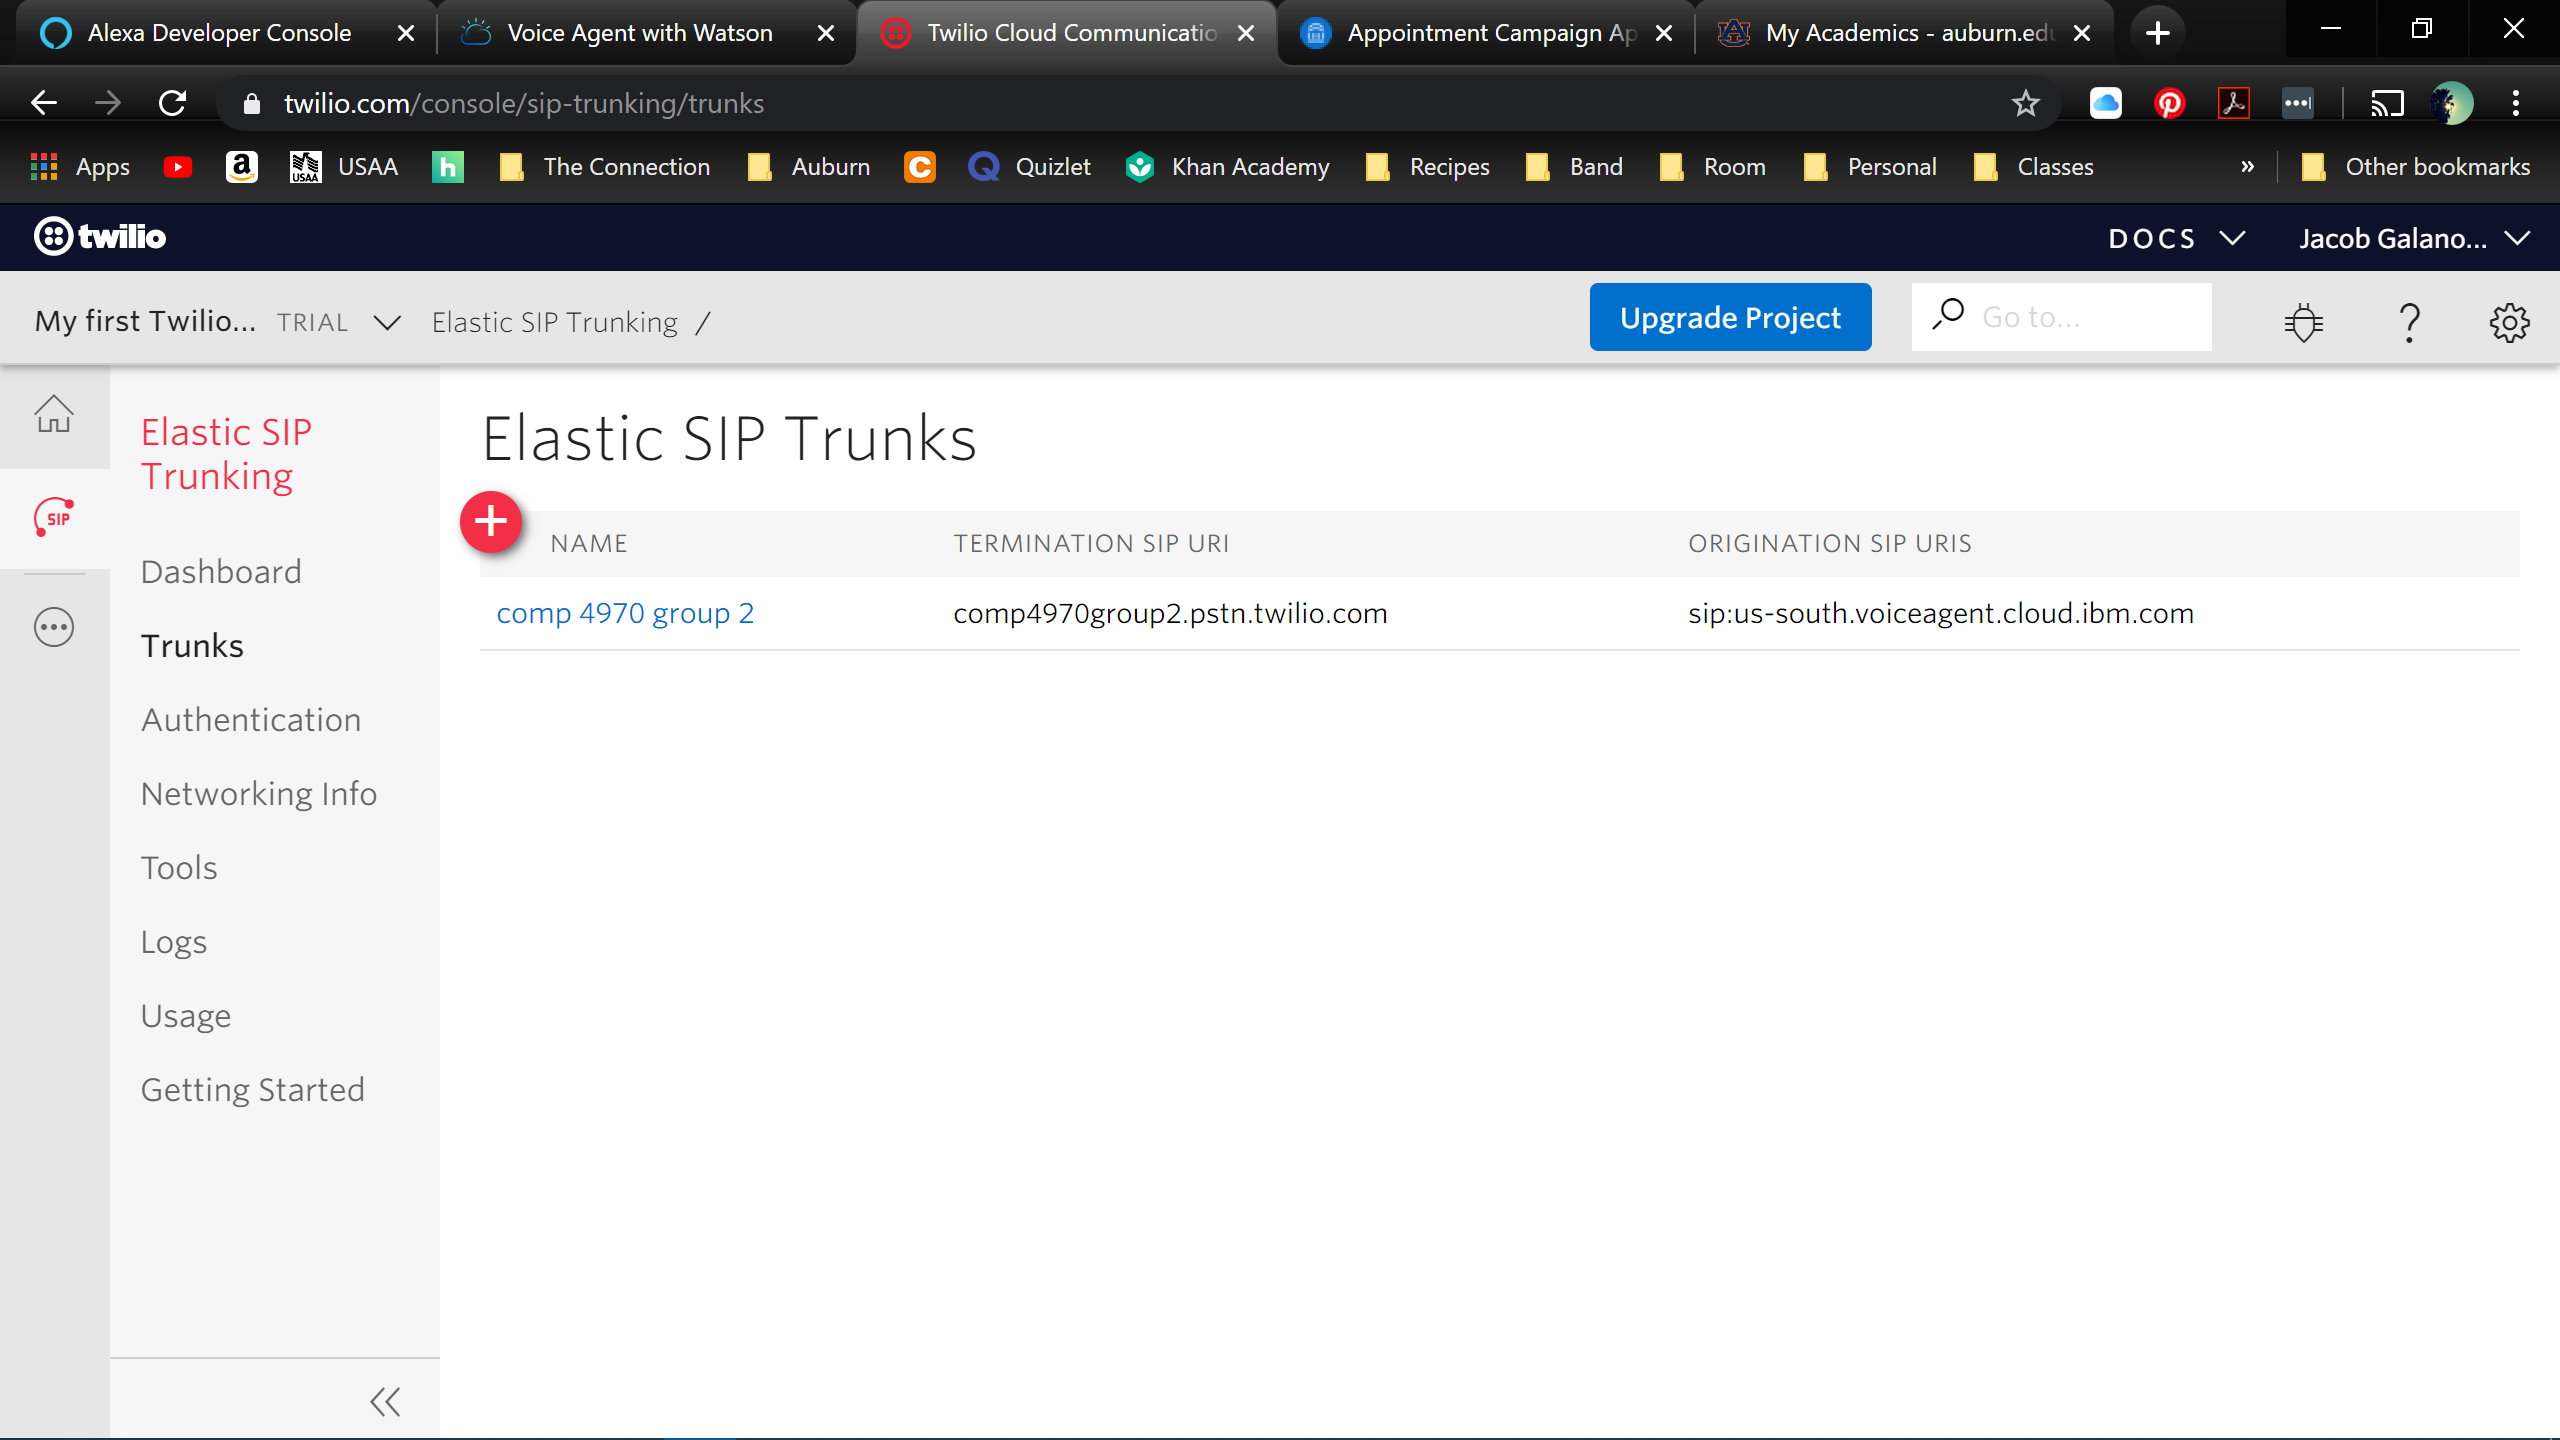 Alexa Developer Console
Voice Agent with Watson
Twilio Cloud Communicatio
Appointment Campaign Ap
My Academics - auburn.edu
twilio.com/console/sip-trunking/trunks
Apps
USAA
The Connection
Auburn
Quizlet
Khan Academy
Recipes
Band
Room
Personal
Classes
»
Other bookmarks
twilio
DOCS
Jacob Galano...
My first Twilio... TRIAL
Elastic SIP Trunking /
Upgrade Project
Go to...
SIP
Elastic SIP
Trunking
Dashboard
Trunks
Authentication
Networking Info
Tools
Logs
Usage
Getting Started
Elastic SIP Trunks
NAME TERMINATION SIP URI ORIGINATION SIP URIS
comp 4970 group 2 comp4970group2.pstn.twilio.com sip:us-south.voiceagent.cloud.ibm.com